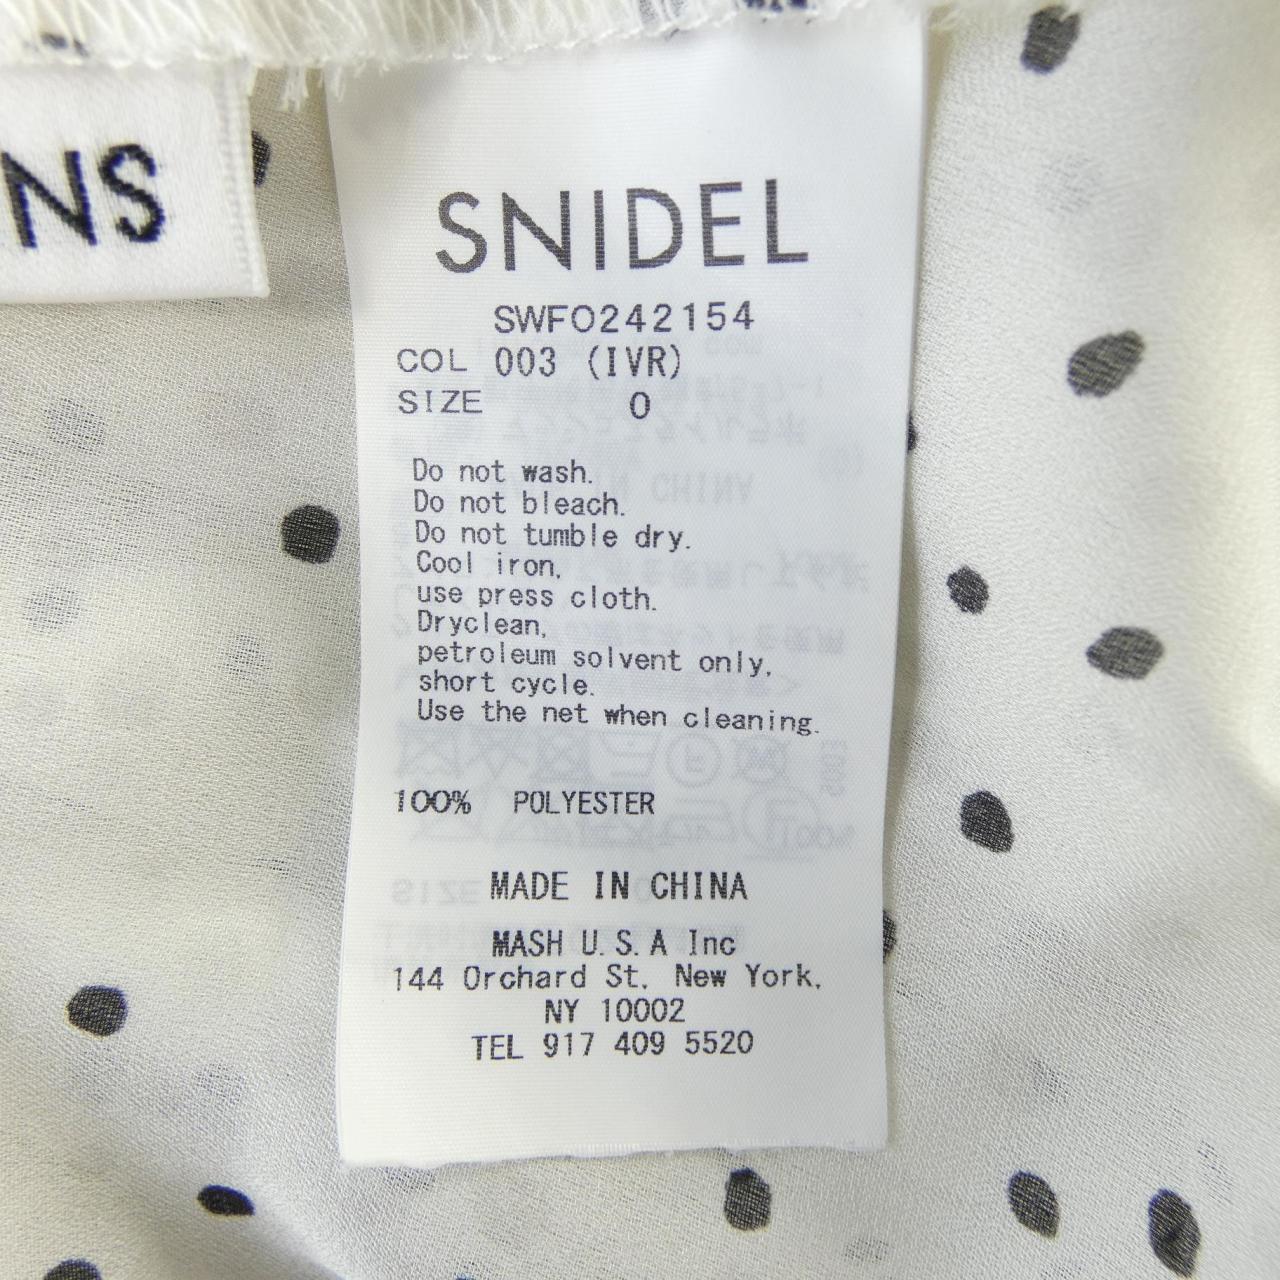 NS
SNIDEL
SWFO242154
COL 003 (IVR)
SIZE 0
Do not wash.
Do not bleach.
Do not tumble dry.
Cool iron,
use press cloth.
Dryclean,
petroleum solvent only,
short cycle.
Use the net when cleaning.
100% POLYESTER
MADE IN CHINA
MASH U.S.A Inc
144 Orchard St. New York,
NY 10002
TEL 917 409 5520